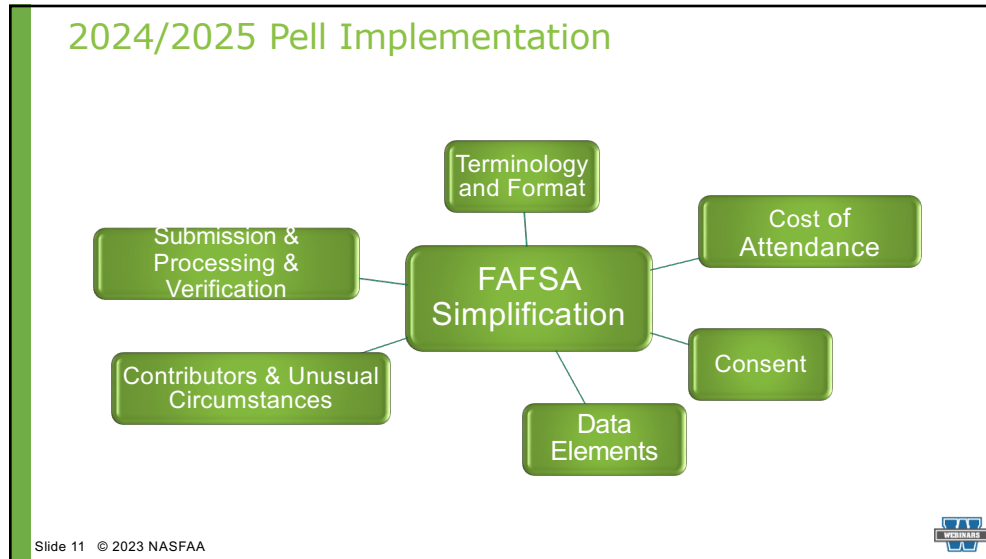 2024/2025 Pell Implementation
Terminology
and Format
Cost of
Attendance
Submission &
Processing &
Verification
FAFSA
Simplification
Consent
Contributors & Unusual
Circumstances
Data
Elements
Slide 11 © 2023 NASFAA
WEBINARS